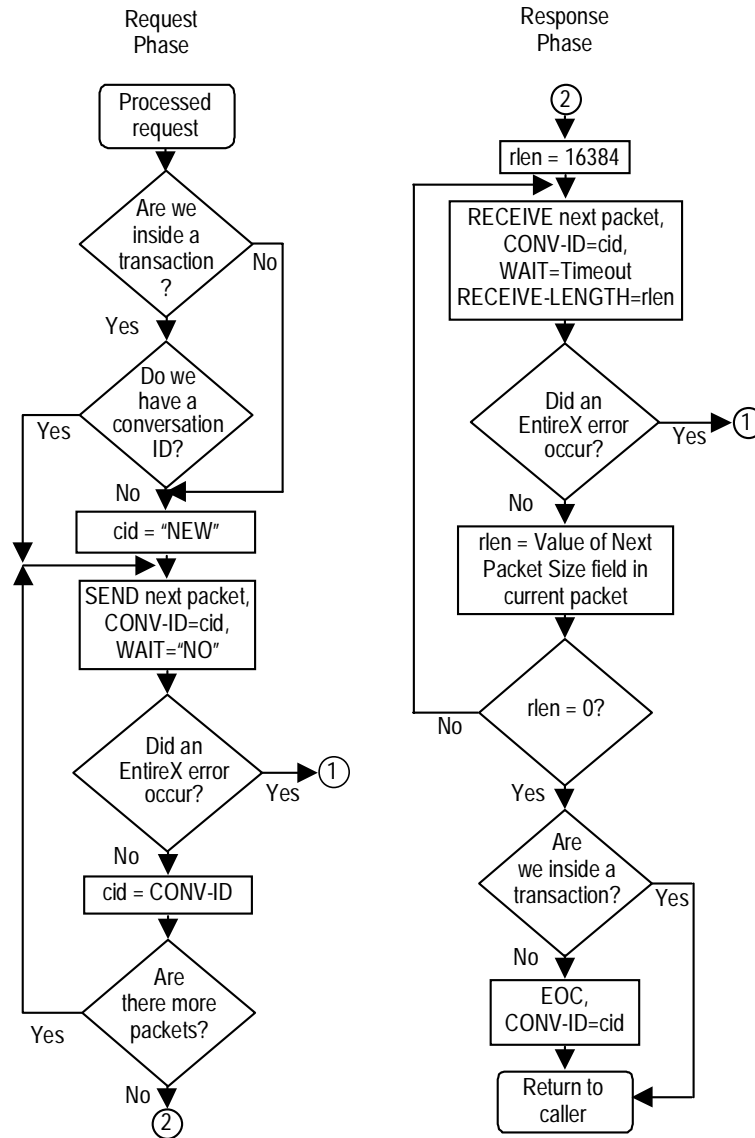 Request
Phase
Processed
request
Are we
inside a
transaction
?
No
Yes
Do we
have a
conversation
ID?
Yes
No
cid = “NEW”
SEND next packet,
CONV-ID=cid,
WAIT=“NO”
Did an
EntireX error
occur?
Yes
1
No
cid = CONV-ID
Are
there more
packets?
Yes
No
2
Response
Phase
2
rlen = 16384
RECEIVE next packet,
CONV-ID=cid,
WAIT=Timeout
RECEIVE-LENGTH=rlen
Did an
EntireX error
occur?
Yes
1
No
rlen = Value of Next
Packet Size field in
current packet
rlen = 0?
No
Yes
Are
we inside a
transaction?
Yes
No
EOC,
CONV-ID=cid
Return to
caller